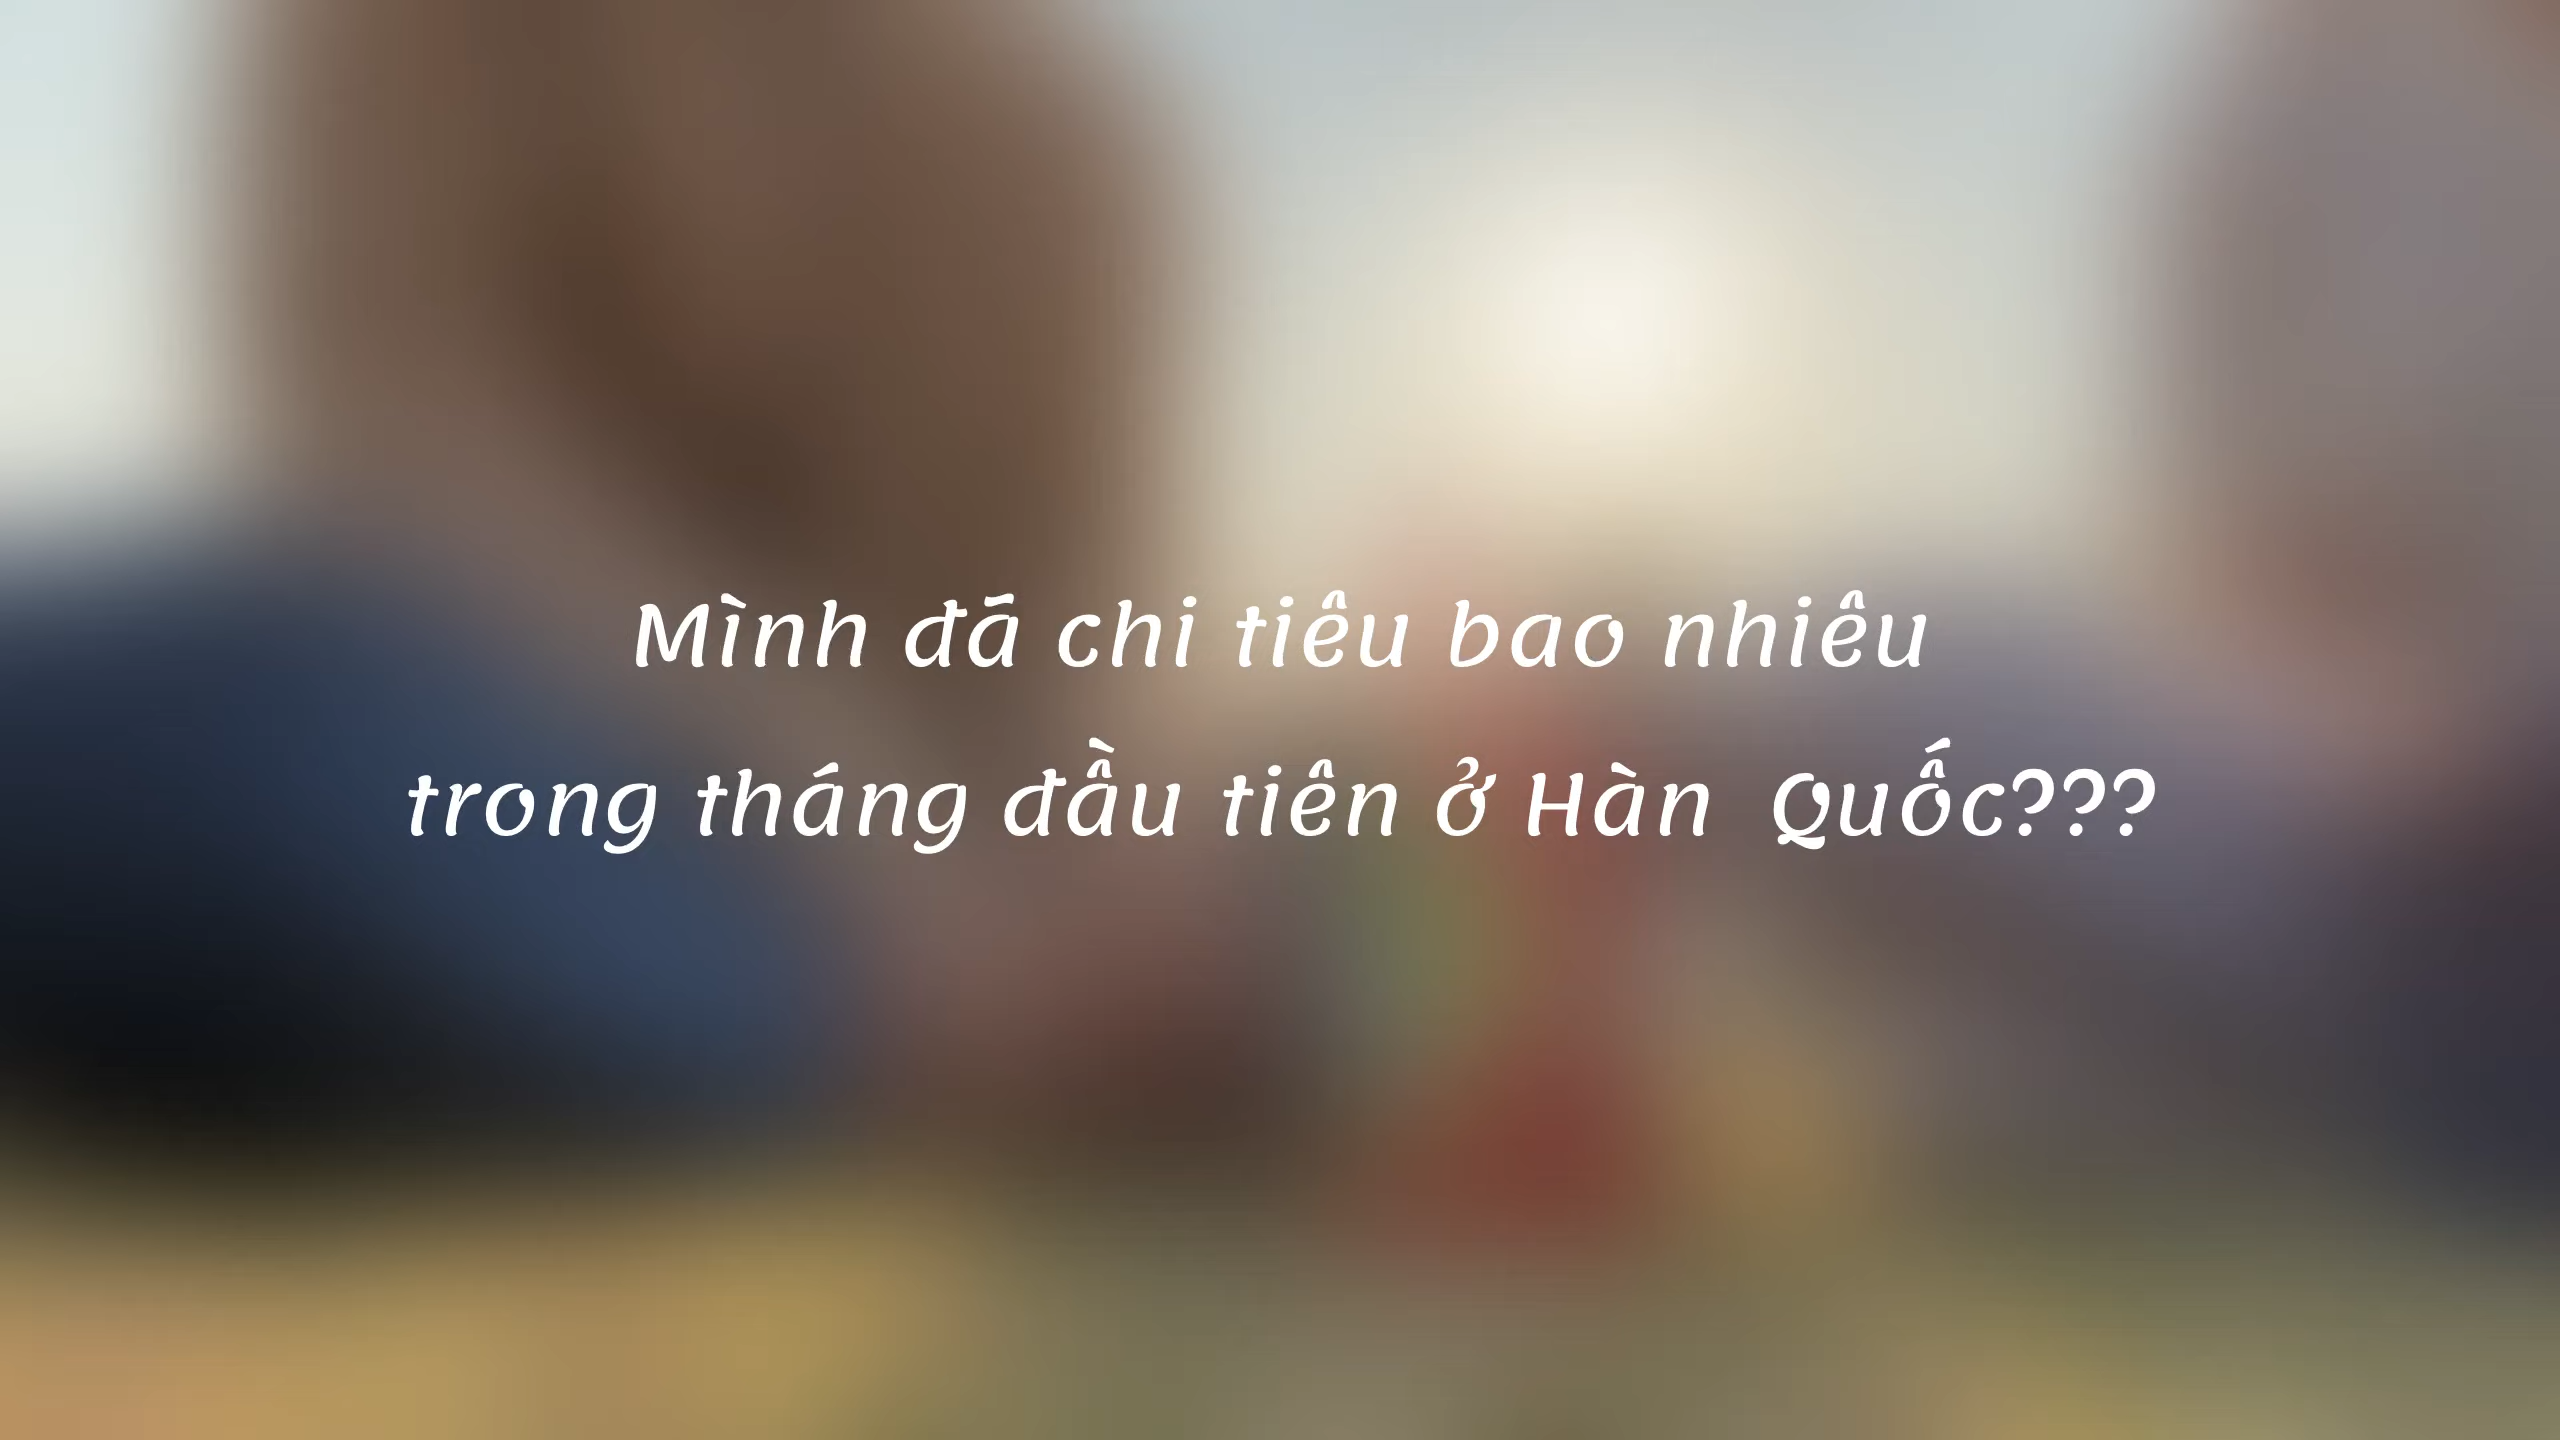 Mình đã chi tiêu bao nhiêu
trong tháng đầu tiên ở Hàn Quốc???